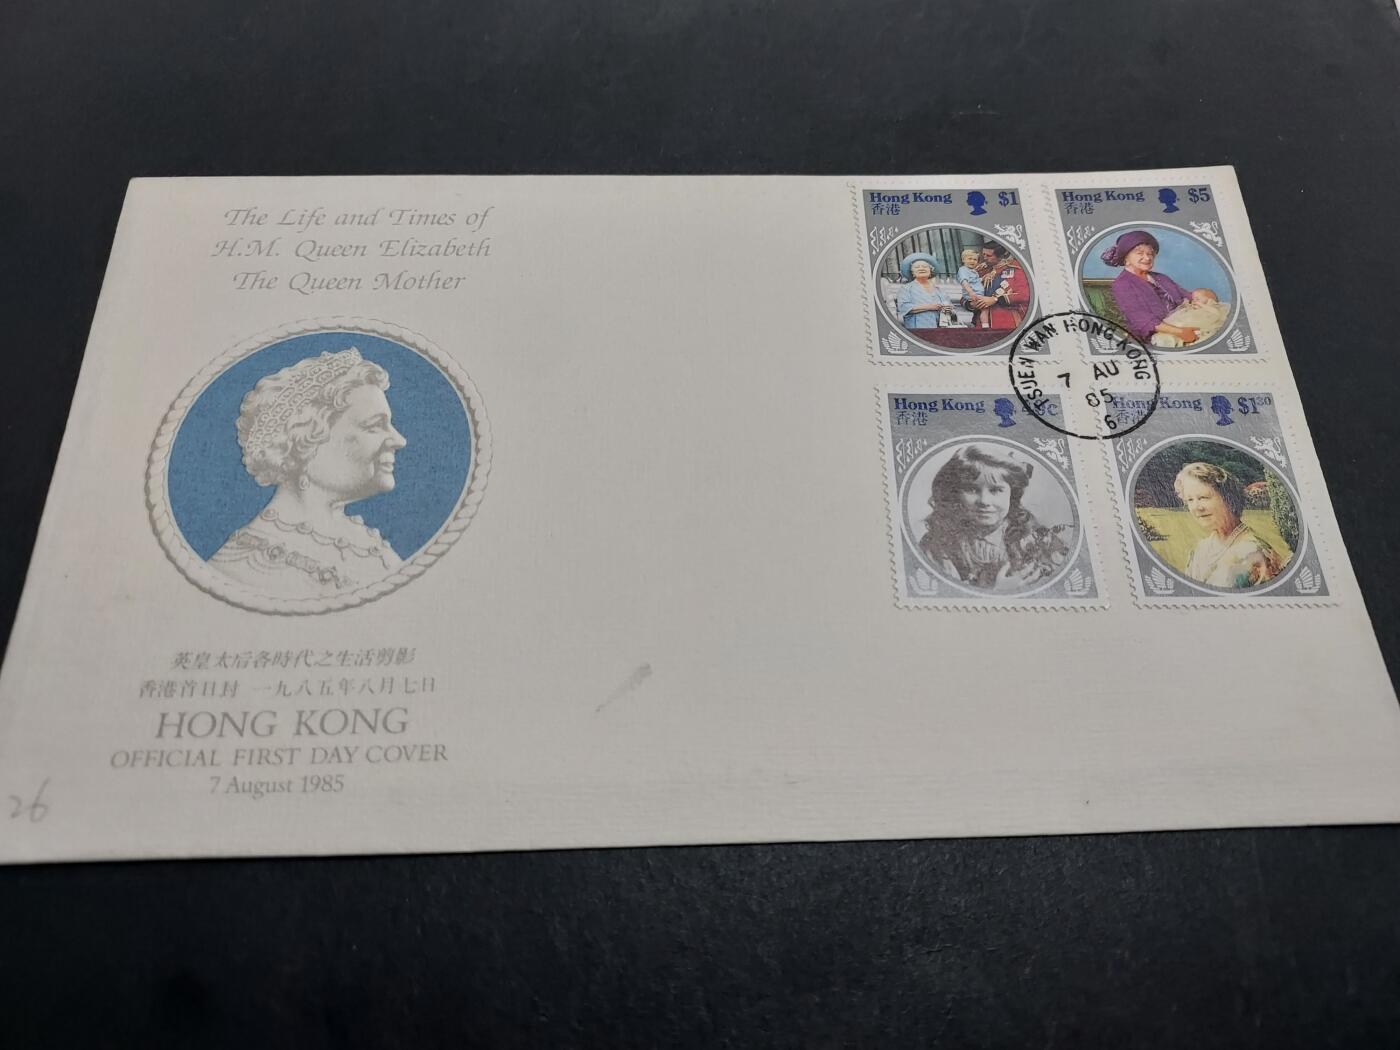 The Life and Times of
H.M. Queen Elizabeth
The Queen Mother
英皇太后各時代之生活剪影
香港首日封 一九八五年八月七日
HONG KONG
OFFICIAL FIRST DAY COVER
7 August 1985
26
Hong Kong $1
香港
Hong Kong $5
香港
TSUEN WAN HONG KONG
7 AU
85
6
Hong Kong
香港
Hong Kong $130
香港